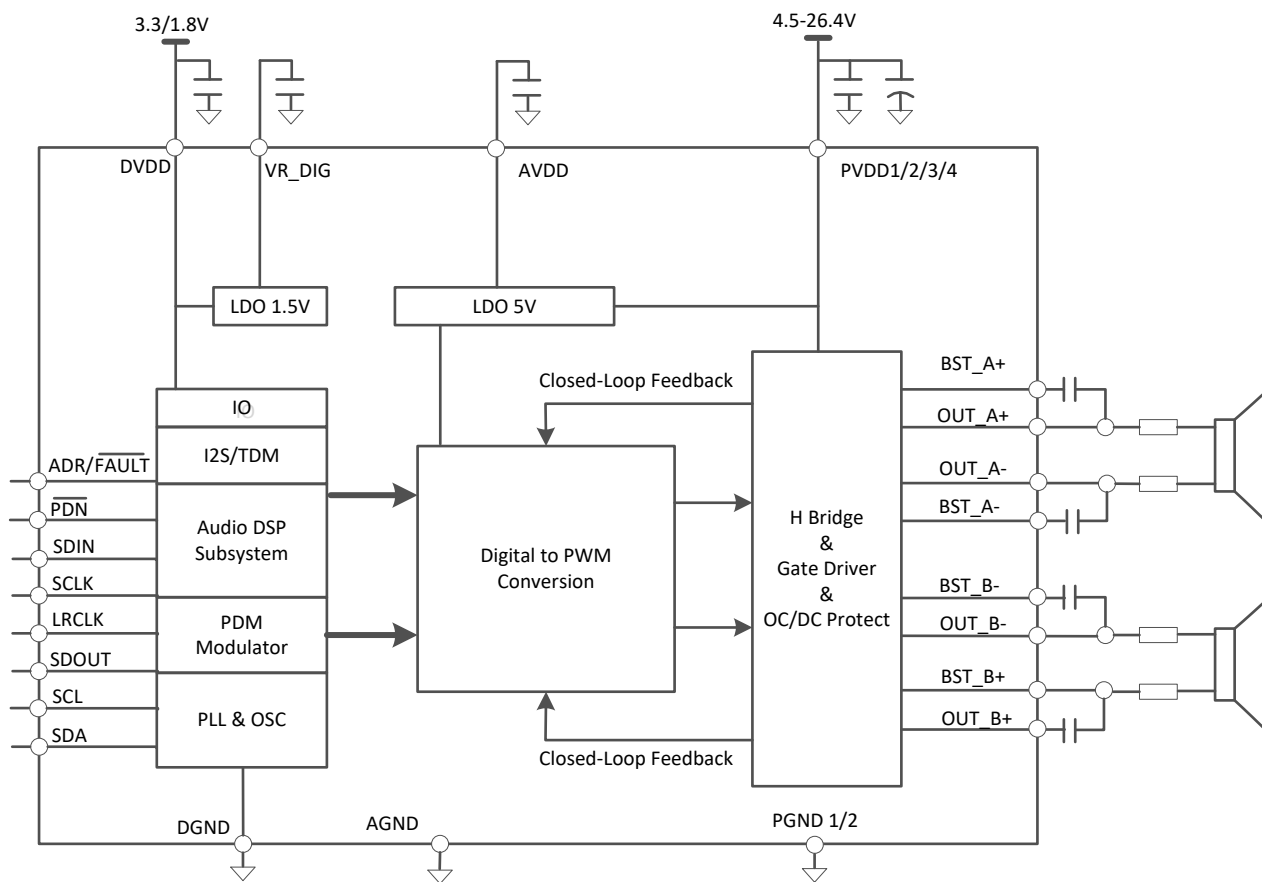 3.3/1.8V
4.5-26.4V
DVDD
VR_DIG
AVDD
PVDD1/2/3/4
LDO 1.5V
LDO 5V
IO
I2S/TDM
Audio DSP
Subsystem
PDM
Modulator
PLL & OSC
ADR/FAULT
PDN
SDIN
SCLK
LRCLK
SDOUT
SCL
SDA
Closed-Loop Feedback
Digital to PWM
Conversion
Closed-Loop Feedback
H Bridge
&
Gate Driver
&
OC/DC Protect
BST_A+
OUT_A+
OUT_A-
BST_A-
BST_B-
OUT_B-
BST_B+
OUT_B+
DGND
AGND
PGND 1/2